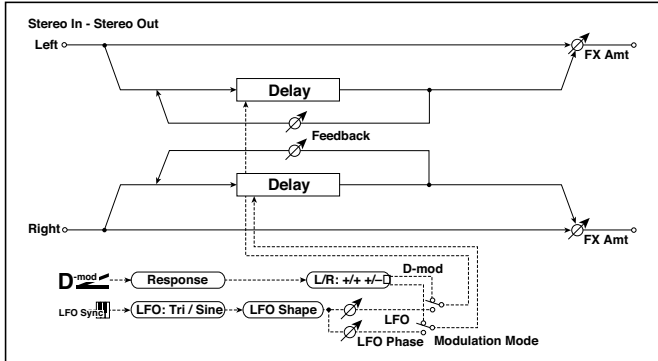 Stereo In - Stereo Out
Left
FX Amt
Delay
Feedback
Delay
Right
FX Amt
D-mod
D-mod
Response
L/R: +/+ +/–
LFO Sync
LFO: Tri / Sine
LFO Shape
LFO
LFO Phase
Modulation Mode